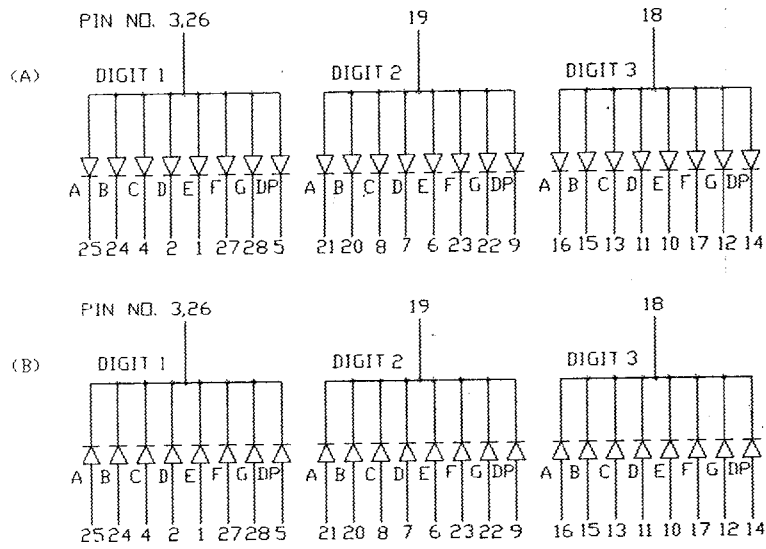 PIN NO. 3,26 19 18
(A) DIGIT 1 DIGIT 2 DIGIT 3
A B C D E F G DP A B C D E F G DP A B C D E F G DP
25 24 4 2 1 27 28 5 21 20 8 7 6 23 22 9 16 15 13 11 10 17 12 14
PIN NO. 3,26 19 18
(B) DIGIT 1 DIGIT 2 DIGIT 3
A B C D E F G DP A B C D E F G DP A B C D E F G DP
25 24 4 2 1 27 28 5 21 20 8 7 6 23 22 9 16 15 13 11 10 17 12 14